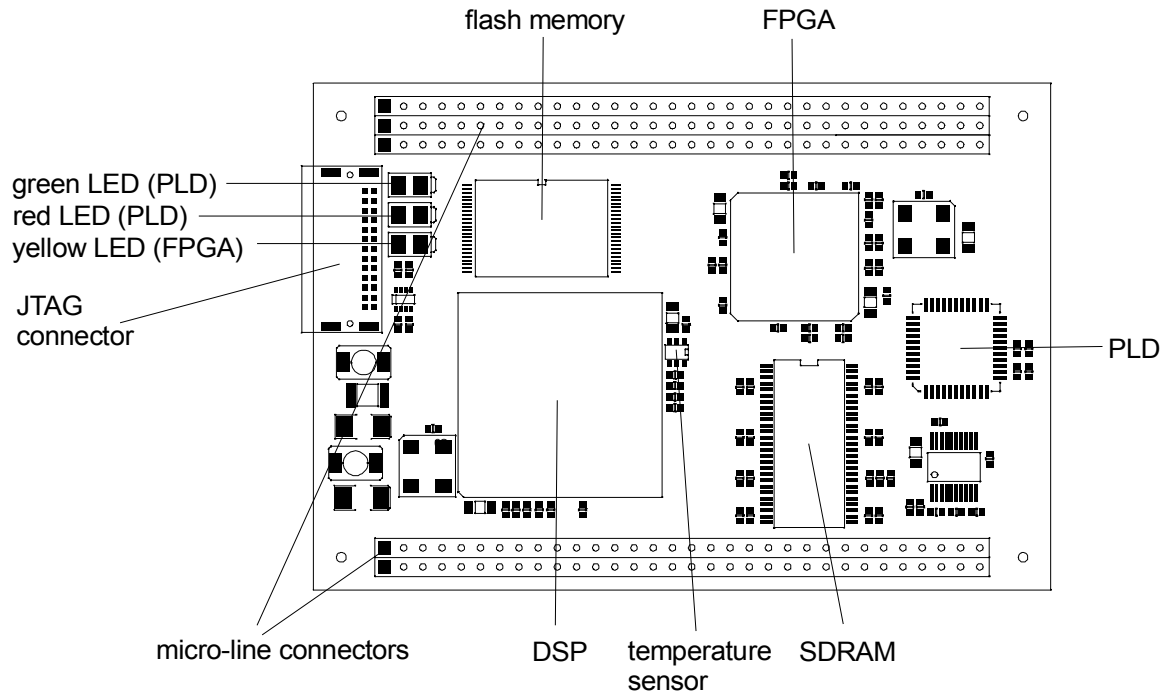 flash memory
FPGA
green LED (PLD)
red LED (PLD)
yellow LED (FPGA)
JTAG
connector
PLD
micro-line connectors
DSP
temperature
sensor
SDRAM